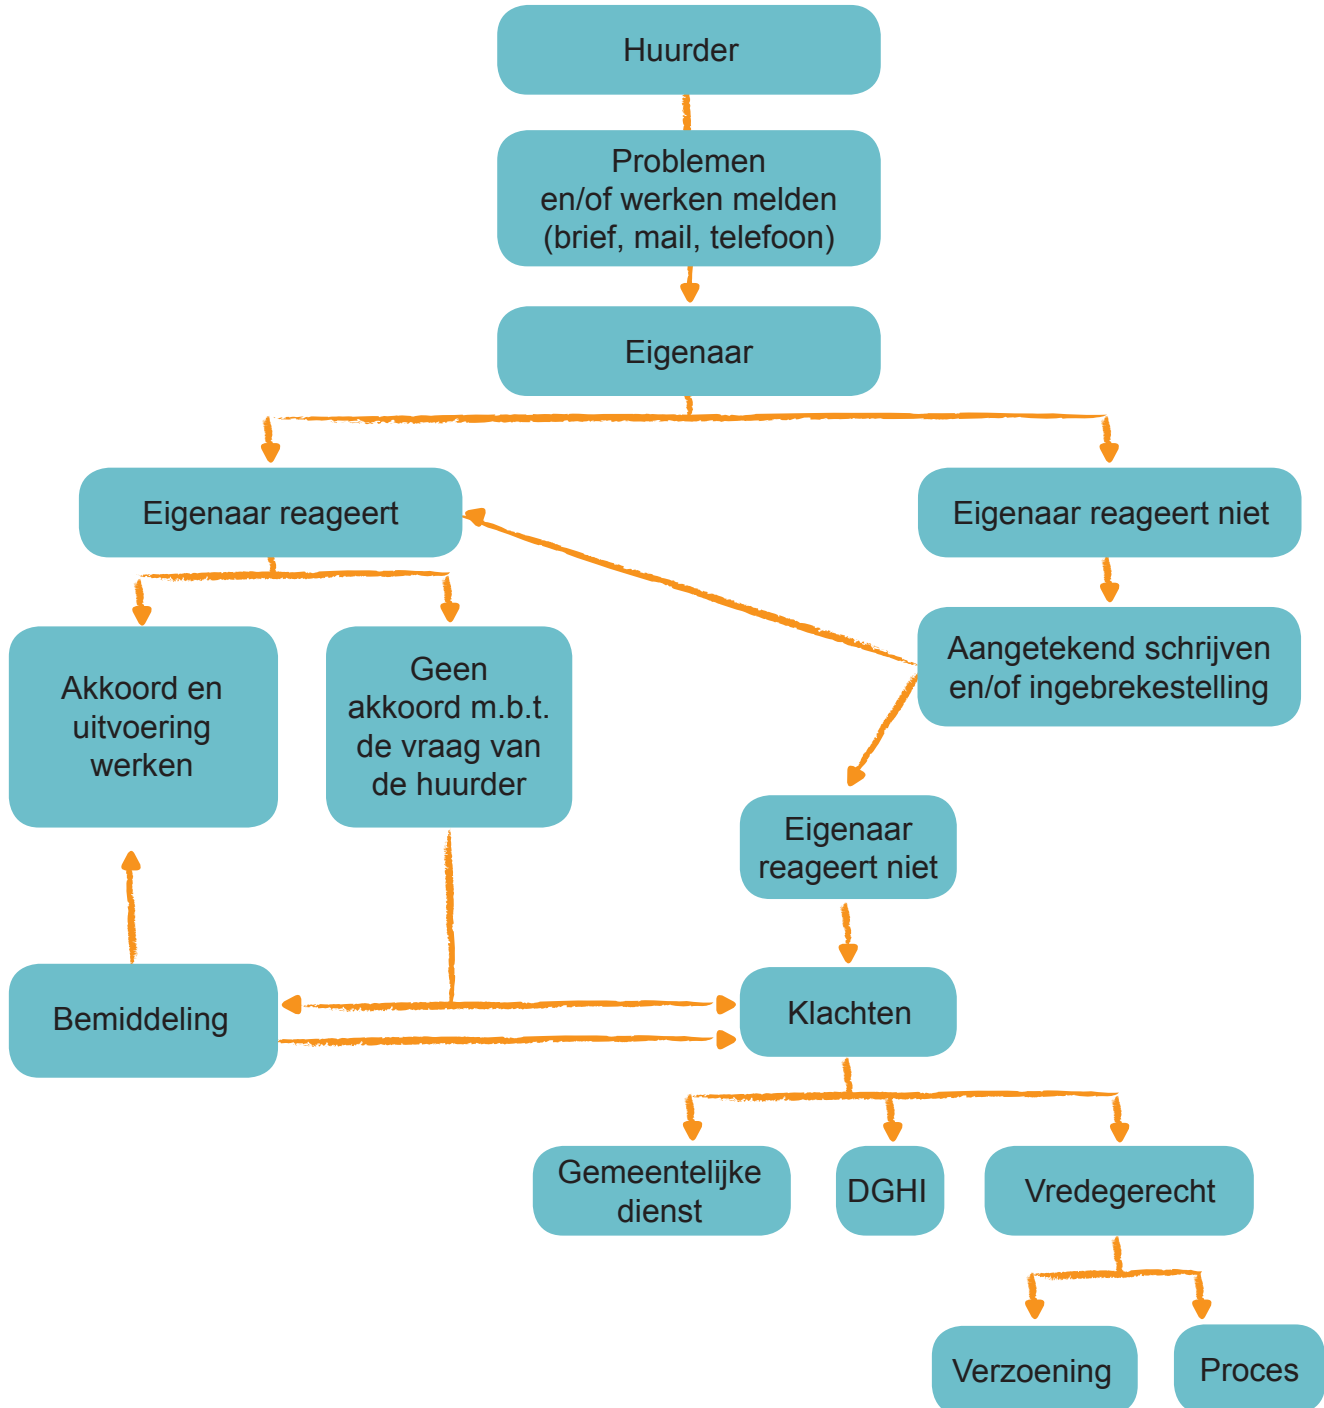 Huurder
Problemen
en/of werken melden
(brief, mail, telefoon)
Eigenaar
Eigenaar reageert
Eigenaar reageert niet
Akkoord en
uitvoering
werken
Geen
akkoord m.b.t.
de vraag van
de huurder
Aangetekend schrijven
en/of ingebrekestelling
Eigenaar
reageert niet
Bemiddeling
Klachten
Gemeentelijke
dienst
DGHI
Vredegerecht
Verzoening
Proces